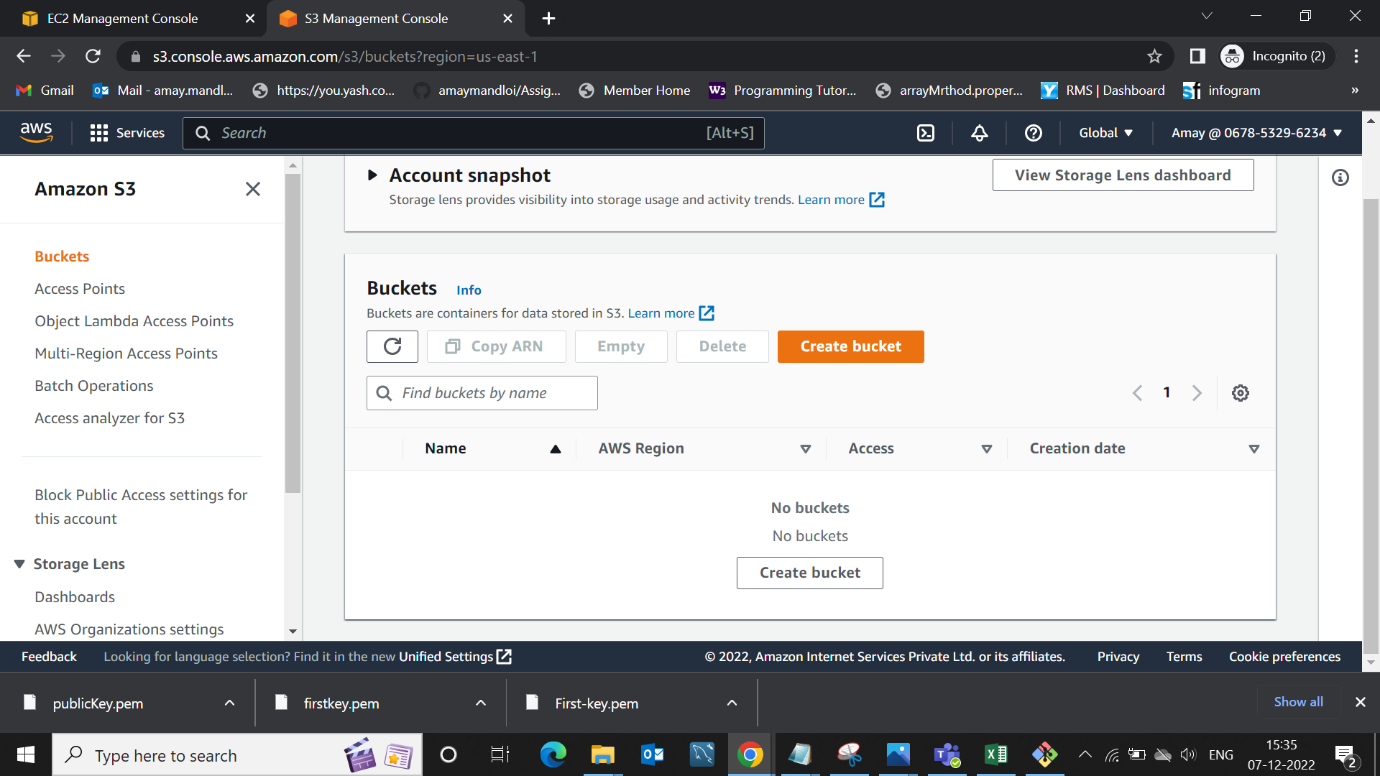 EC2 Management Console
S3 Management Console
s3.console.aws.amazon.com/s3/buckets?region=us-east-1
Incognito (2)
Gmail
Mail - amay.mandl...
https://you.yash.co...
amaymandloi/Assig...
Member Home
W3 Programming Tutor...
arrayMrthod.proper...
Y RMS | Dashboard
infogram
»
aws
Services
Search
[Alt+S]
Global
Amay @ 0678-5329-6234
Amazon S3
Buckets
Access Points
Object Lambda Access Points
Multi-Region Access Points
Batch Operations
Access analyzer for S3
Block Public Access settings for
this account
Storage Lens
Dashboards
AWS Organizations settings
Account snapshot
View Storage Lens dashboard
Storage lens provides visibility into storage usage and activity trends. Learn more
Buckets Info
Buckets are containers for data stored in S3. Learn more
Copy ARN
Empty
Delete
Create bucket
Find buckets by name
1
Name
AWS Region
Access
Creation date
No buckets
No buckets
Create bucket
Feedback
Looking for language selection? Find it in the new Unified Settings
© 2022, Amazon Internet Services Private Ltd. or its affiliates.
Privacy
Terms
Cookie preferences
publicKey.pem
firstkey.pem
First-key.pem
Show all
Type here to search
ENG
15:35
07-12-2022
2